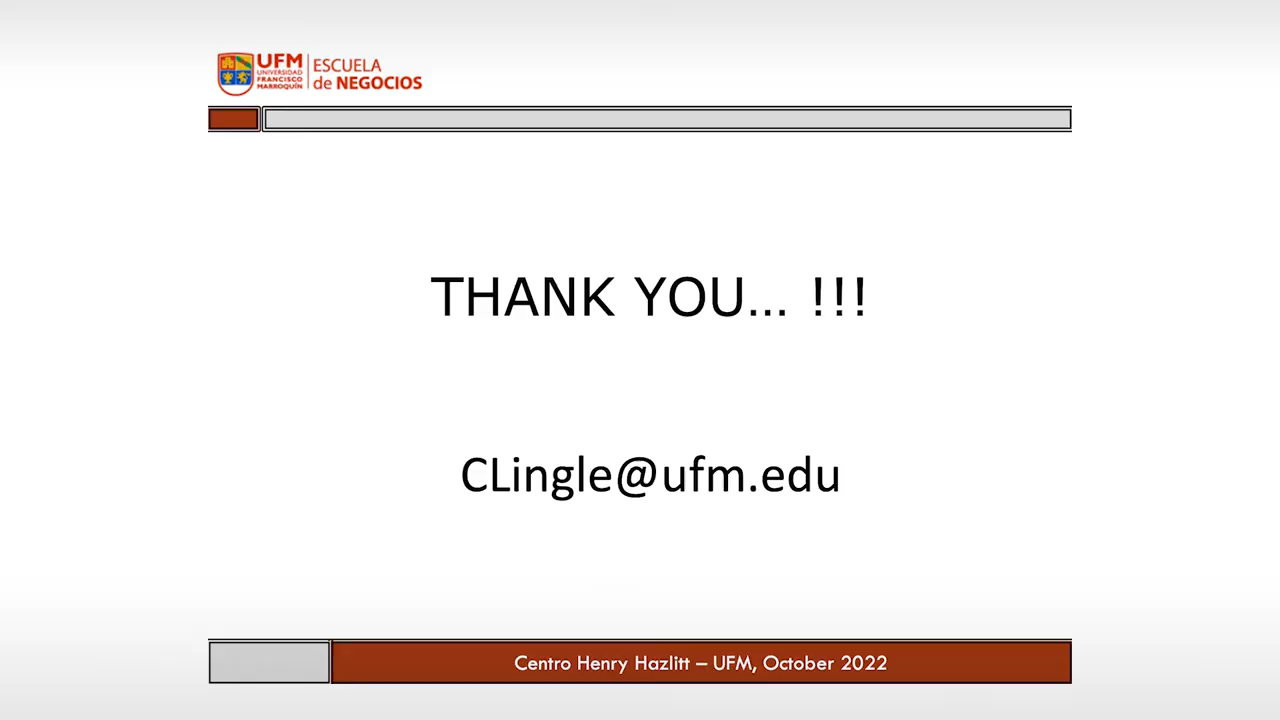 UFM
UNIVERSIDAD
FRANCISCO
MARROQUÍN
ESCUELA
de NEGOCIOS
THANK YOU... !!!
CLingle@ufm.edu
Centro Henry Hazlitt – UFM, October 2022